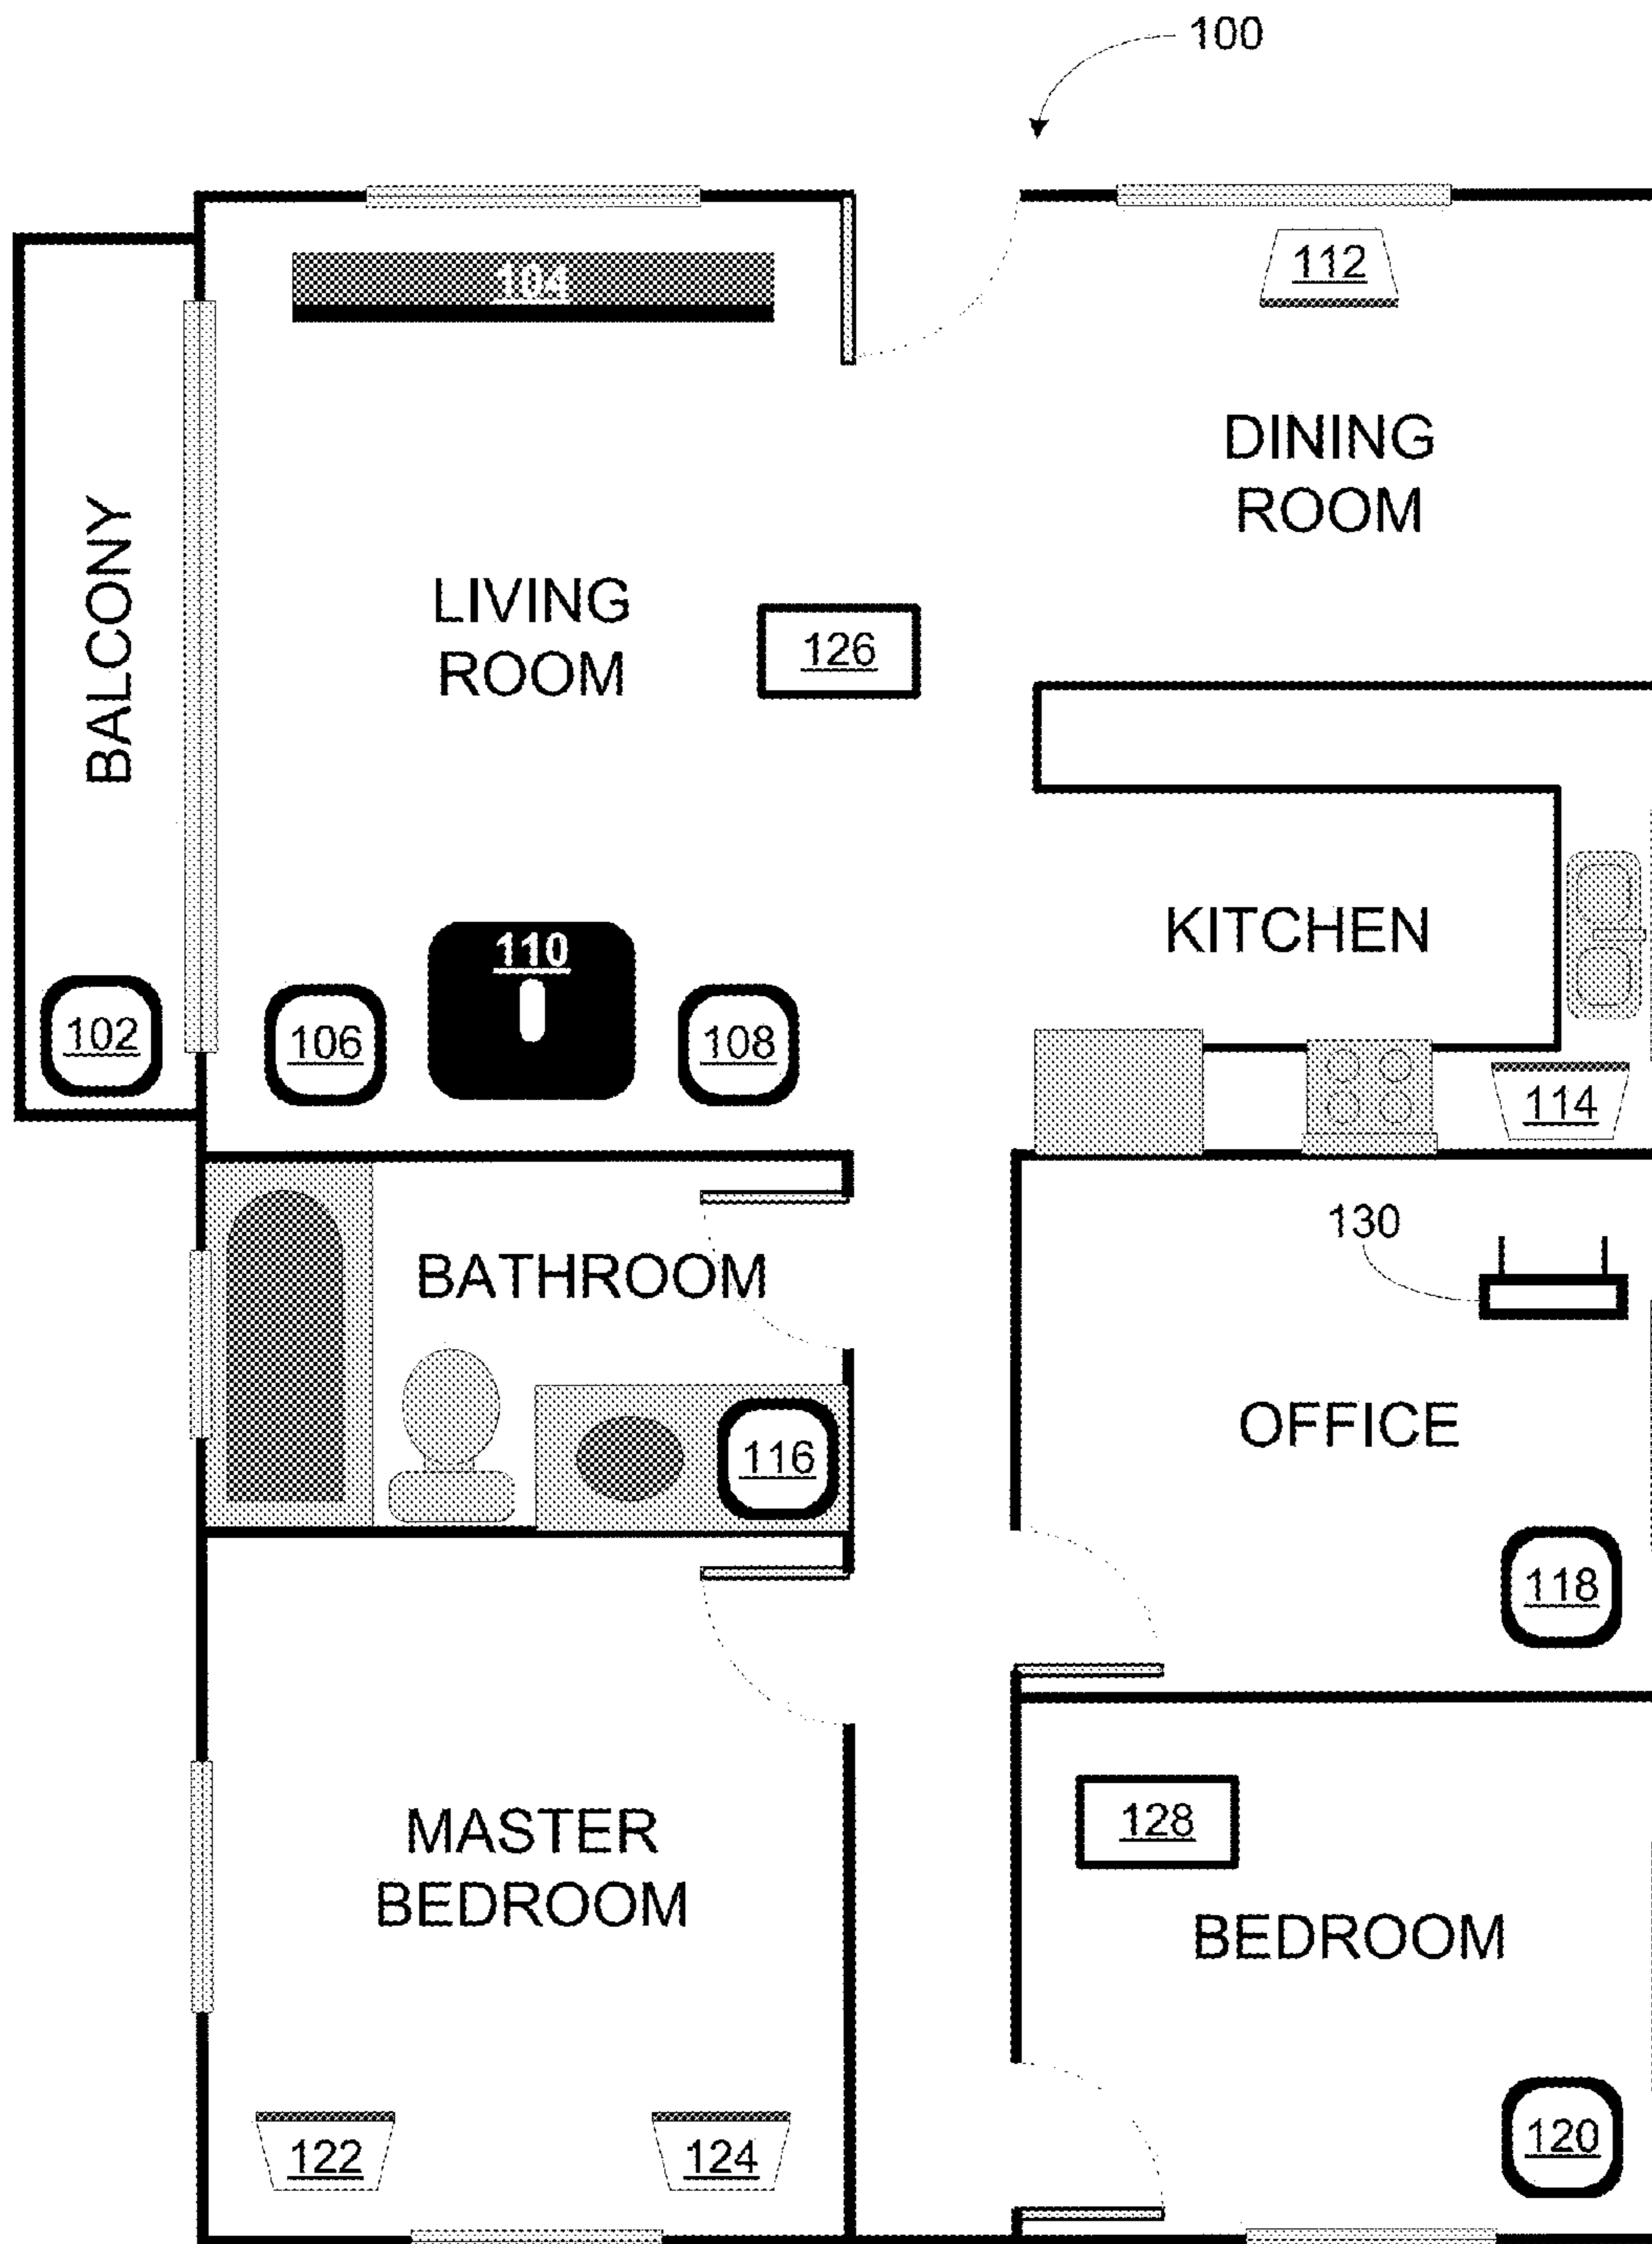 100
104
112
DINING
ROOM
BALCONY
LIVING
ROOM
126
KITCHEN
110
102
106
108
114
130
BATHROOM
OFFICE
116
118
128
MASTER
BEDROOM
BEDROOM
122
124
120